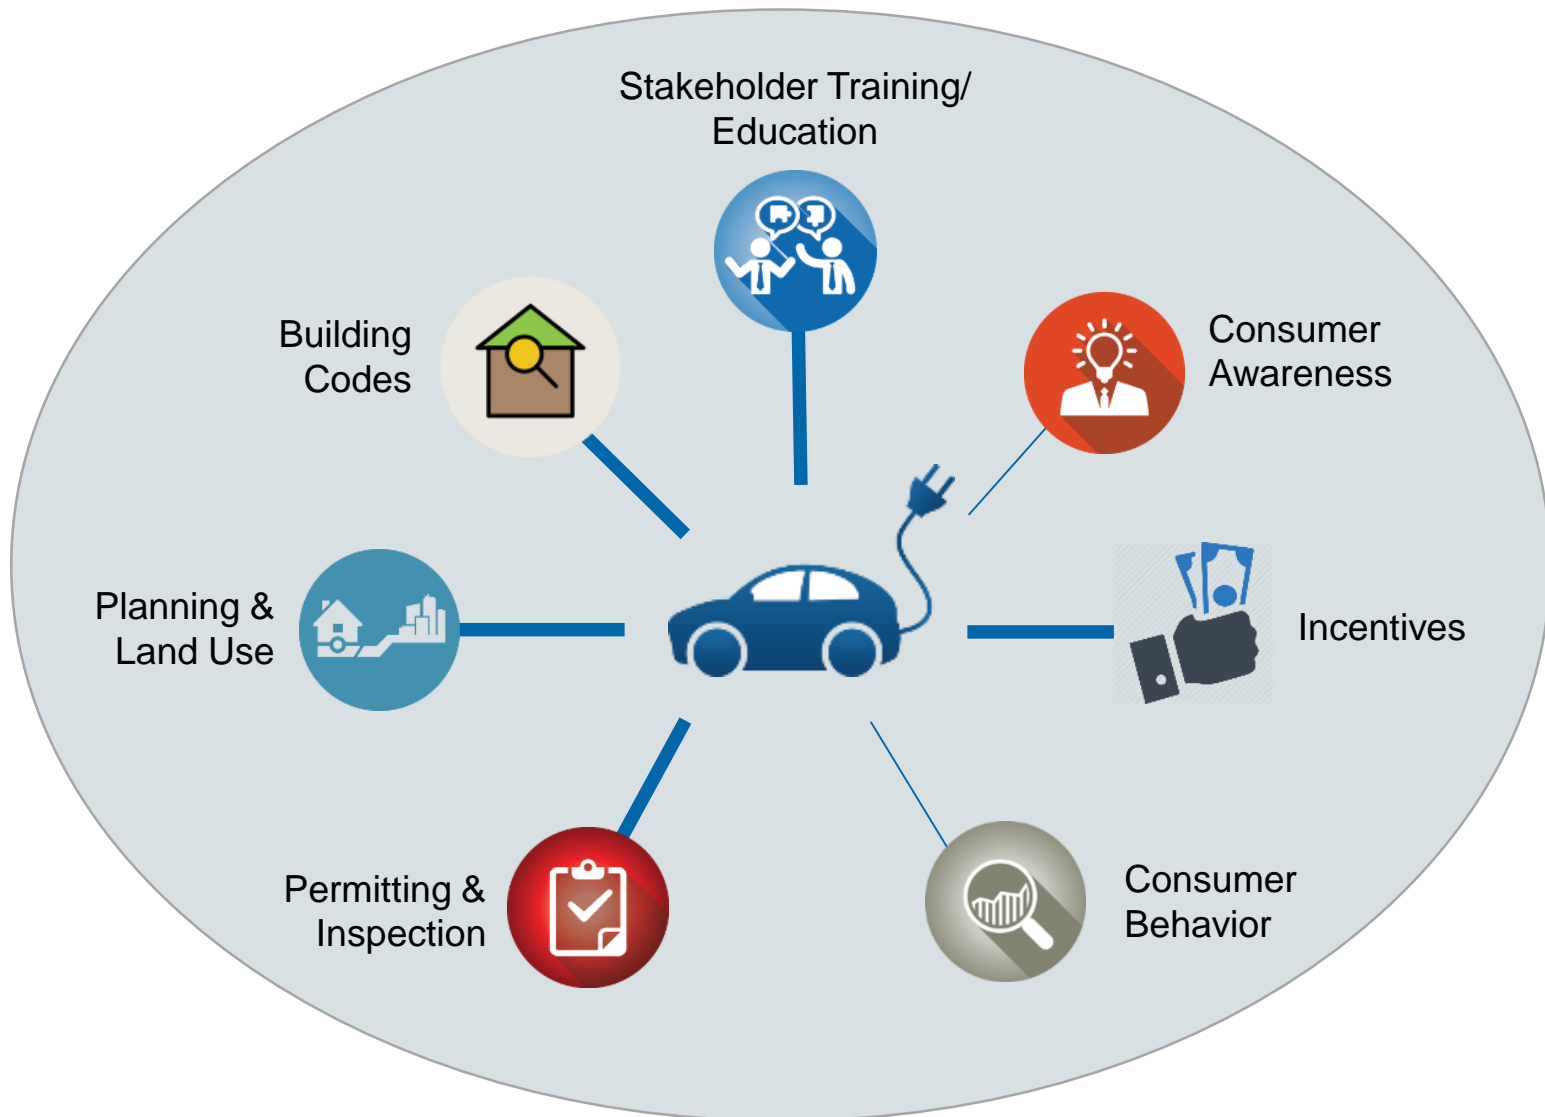 Stakeholder Training/
Education
Building
Codes
Consumer
Awareness
Planning &
Land Use
Incentives
Permitting &
Inspection
Consumer
Behavior